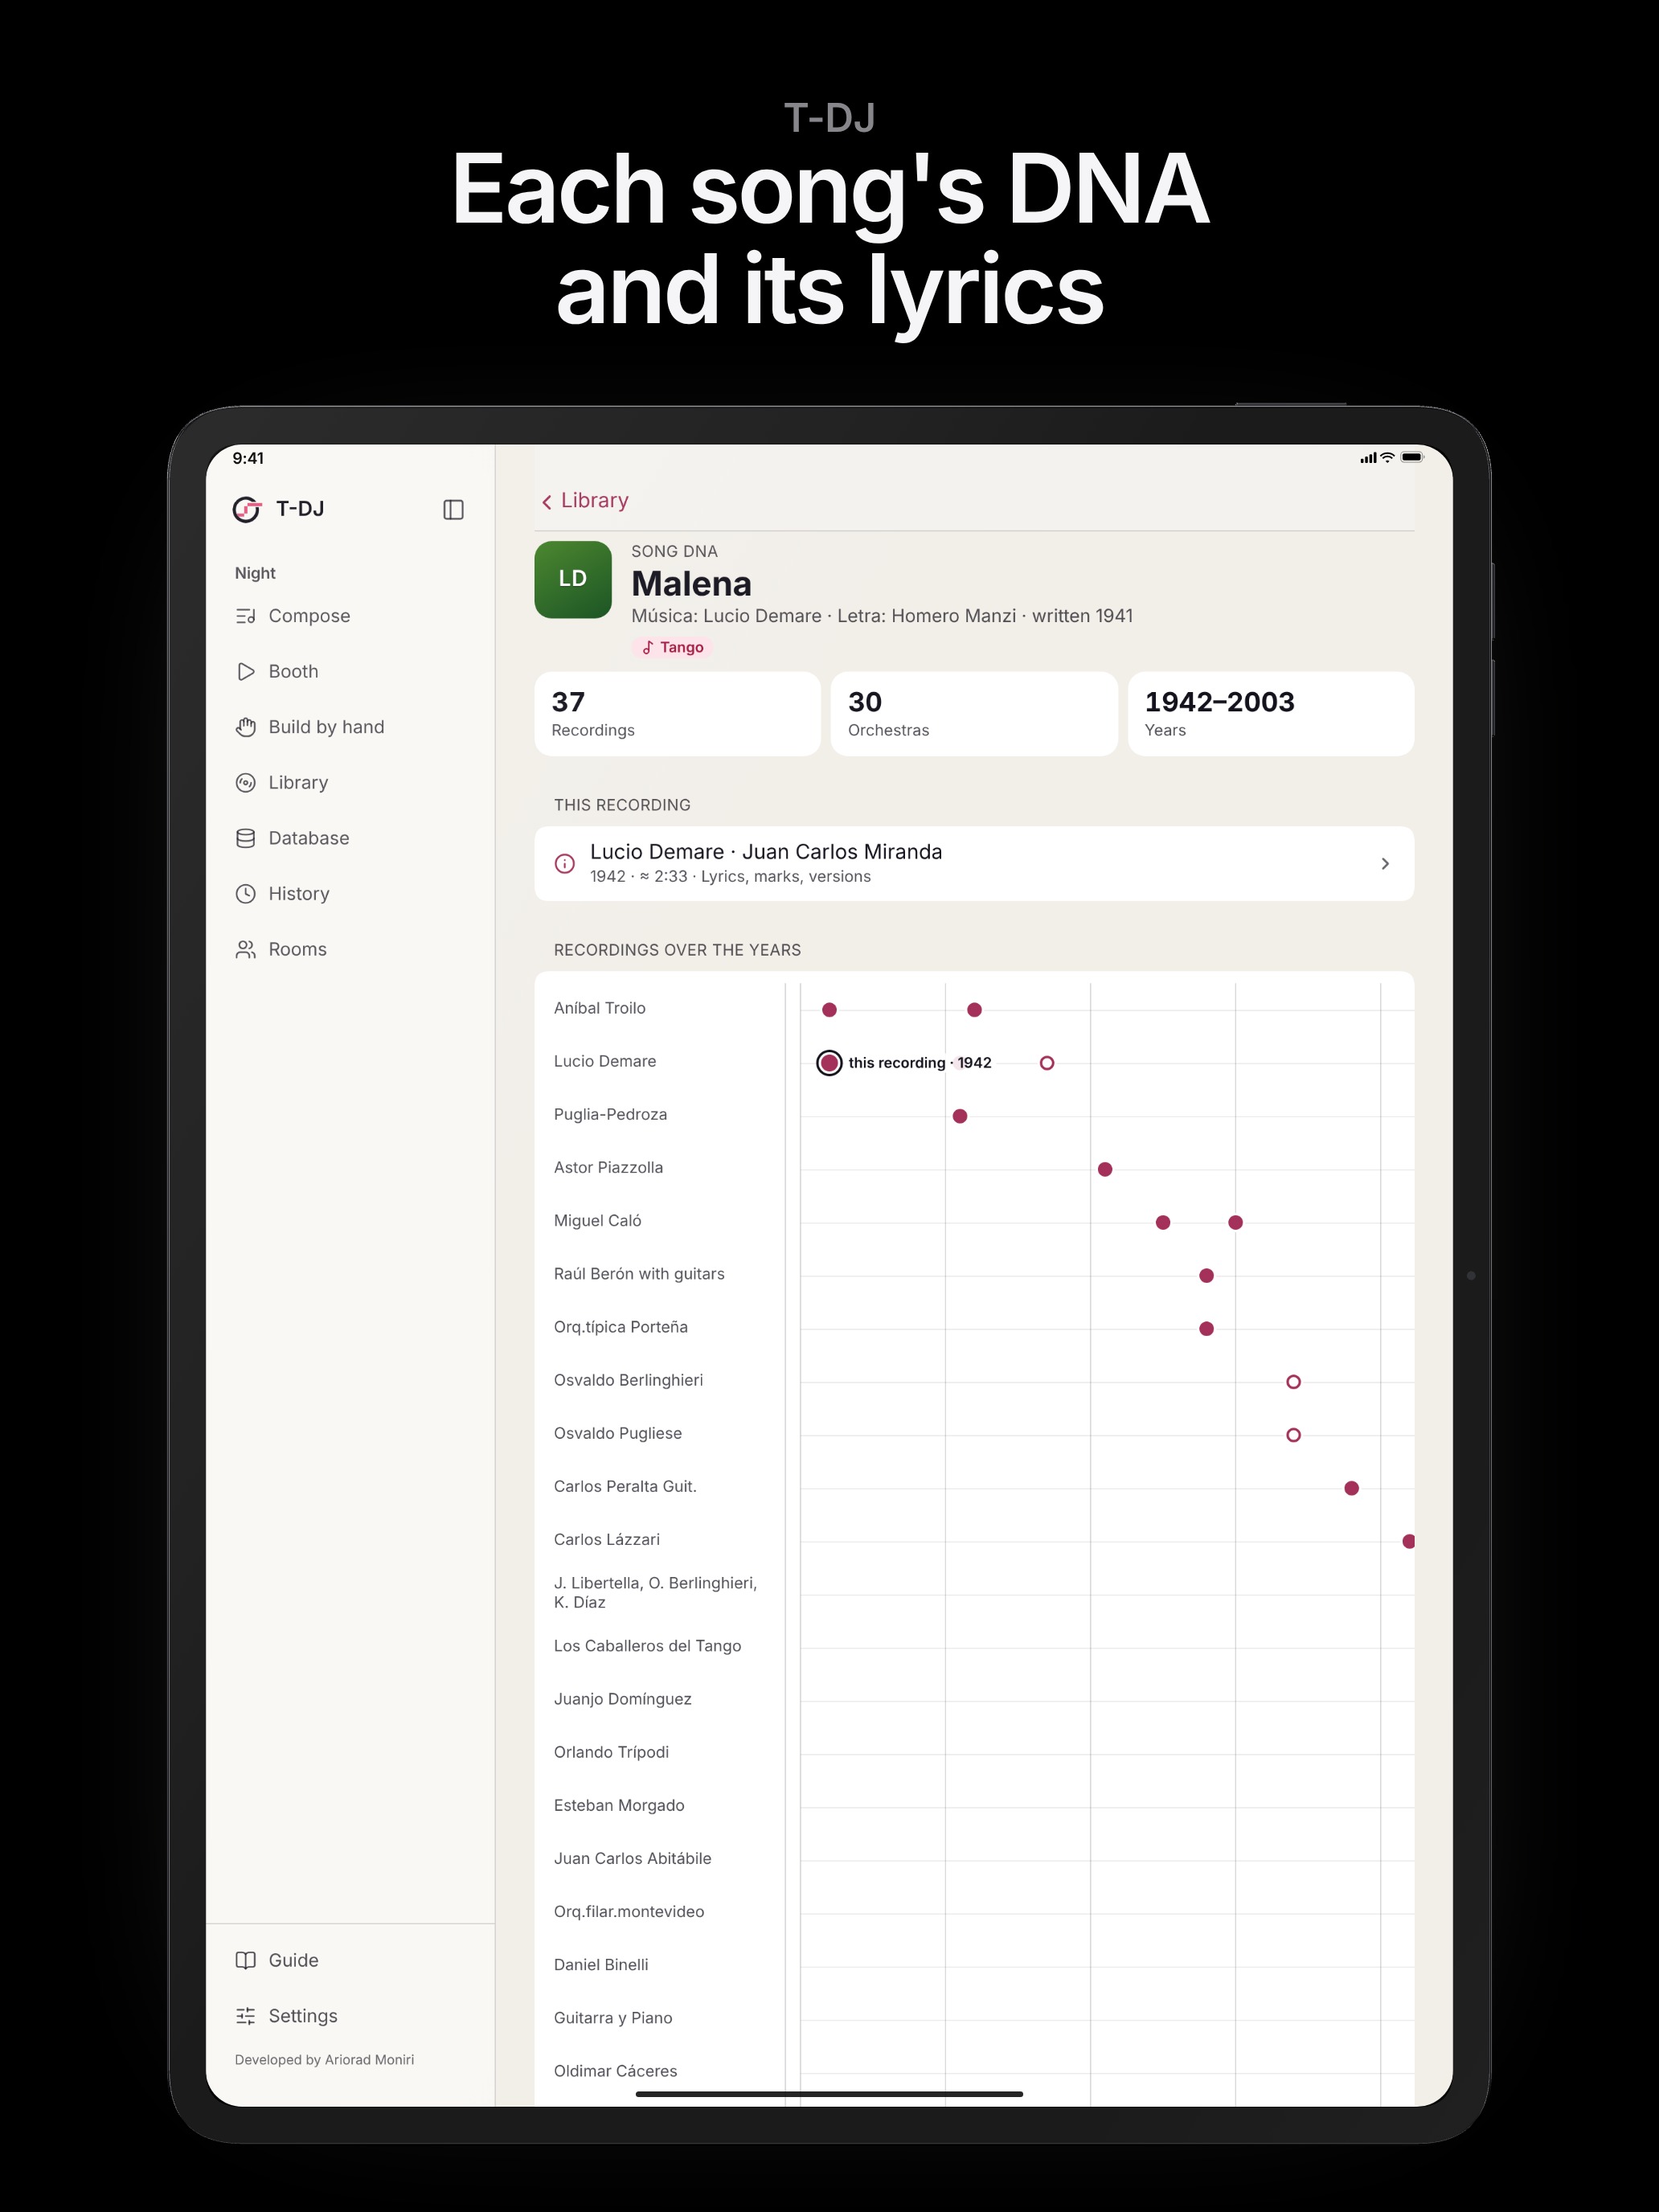 T-DJ
Each song's DNA
and its lyrics
9:41
T-DJ
Night
Compose
Booth
Build by hand
Library
Database
History
Rooms
Guide
Settings
Developed by Ariorad Moniri
Library
LD
SONG DNA
Malena
Música: Lucio Demare · Letra: Homero Manzi · written 1941
Tango
37
Recordings
30
Orchestras
1942–2003
Years
THIS RECORDING
Lucio Demare · Juan Carlos Miranda
1942 · ≈ 2:33 · Lyrics, marks, versions
RECORDINGS OVER THE YEARS
Aníbal Troilo
Lucio Demare
this recording · 1942
Puglia-Pedroza
Astor Piazzolla
Miguel Caló
Raúl Berón with guitars
Orq.típica Porteña
Osvaldo Berlinghieri
Osvaldo Pugliese
Carlos Peralta Guit.
Carlos Lázzari
J. Libertella, O. Berlinghieri,
K. Díaz
Los Caballeros del Tango
Juanjo Domínguez
Orlando Trípodi
Esteban Morgado
Juan Carlos Abitábile
Orq.filar.montevideo
Daniel Binelli
Guitarra y Piano
Oldimar Cáceres